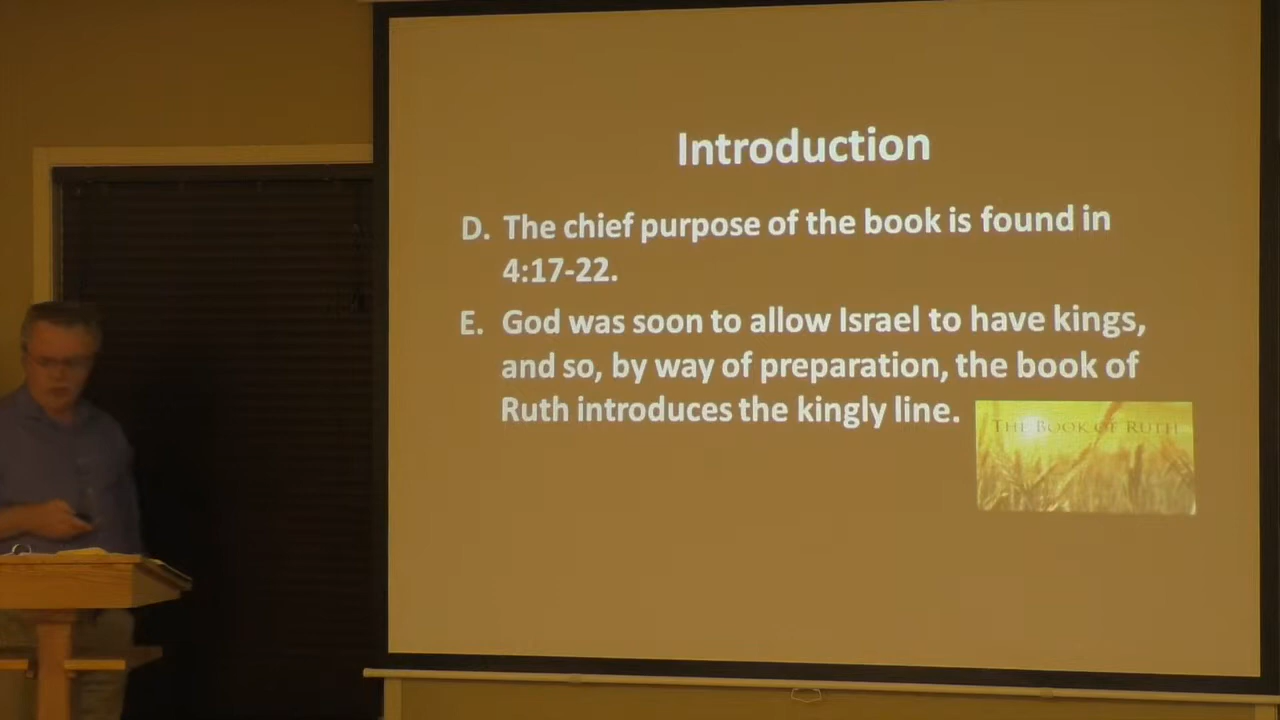 Introduction
D. The chief purpose of the book is found in
4:17-22.
E. God was soon to allow Israel to have kings,
and so, by way of preparation, the book of
Ruth introduces the kingly line.
THE BOOK OF RUTH